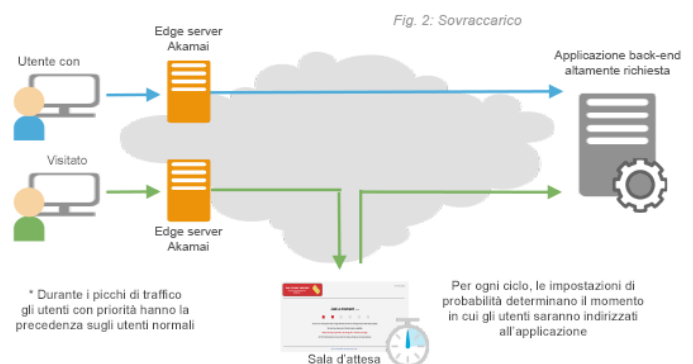 Fig. 2: Sovraccarico
Edge server
Akamai
Utente con
Applicazione back-end
altamente richiesta
Visitato
Edge server
Akamai
* Durante i picchi di traffico
gli utenti con priorità hanno la
precedenza sugli utenti normali
Per ogni ciclo, le impostazioni di
probabilità determinano il momento
in cui gli utenti saranno indirizzati
all'applicazione
Sala d'attesa